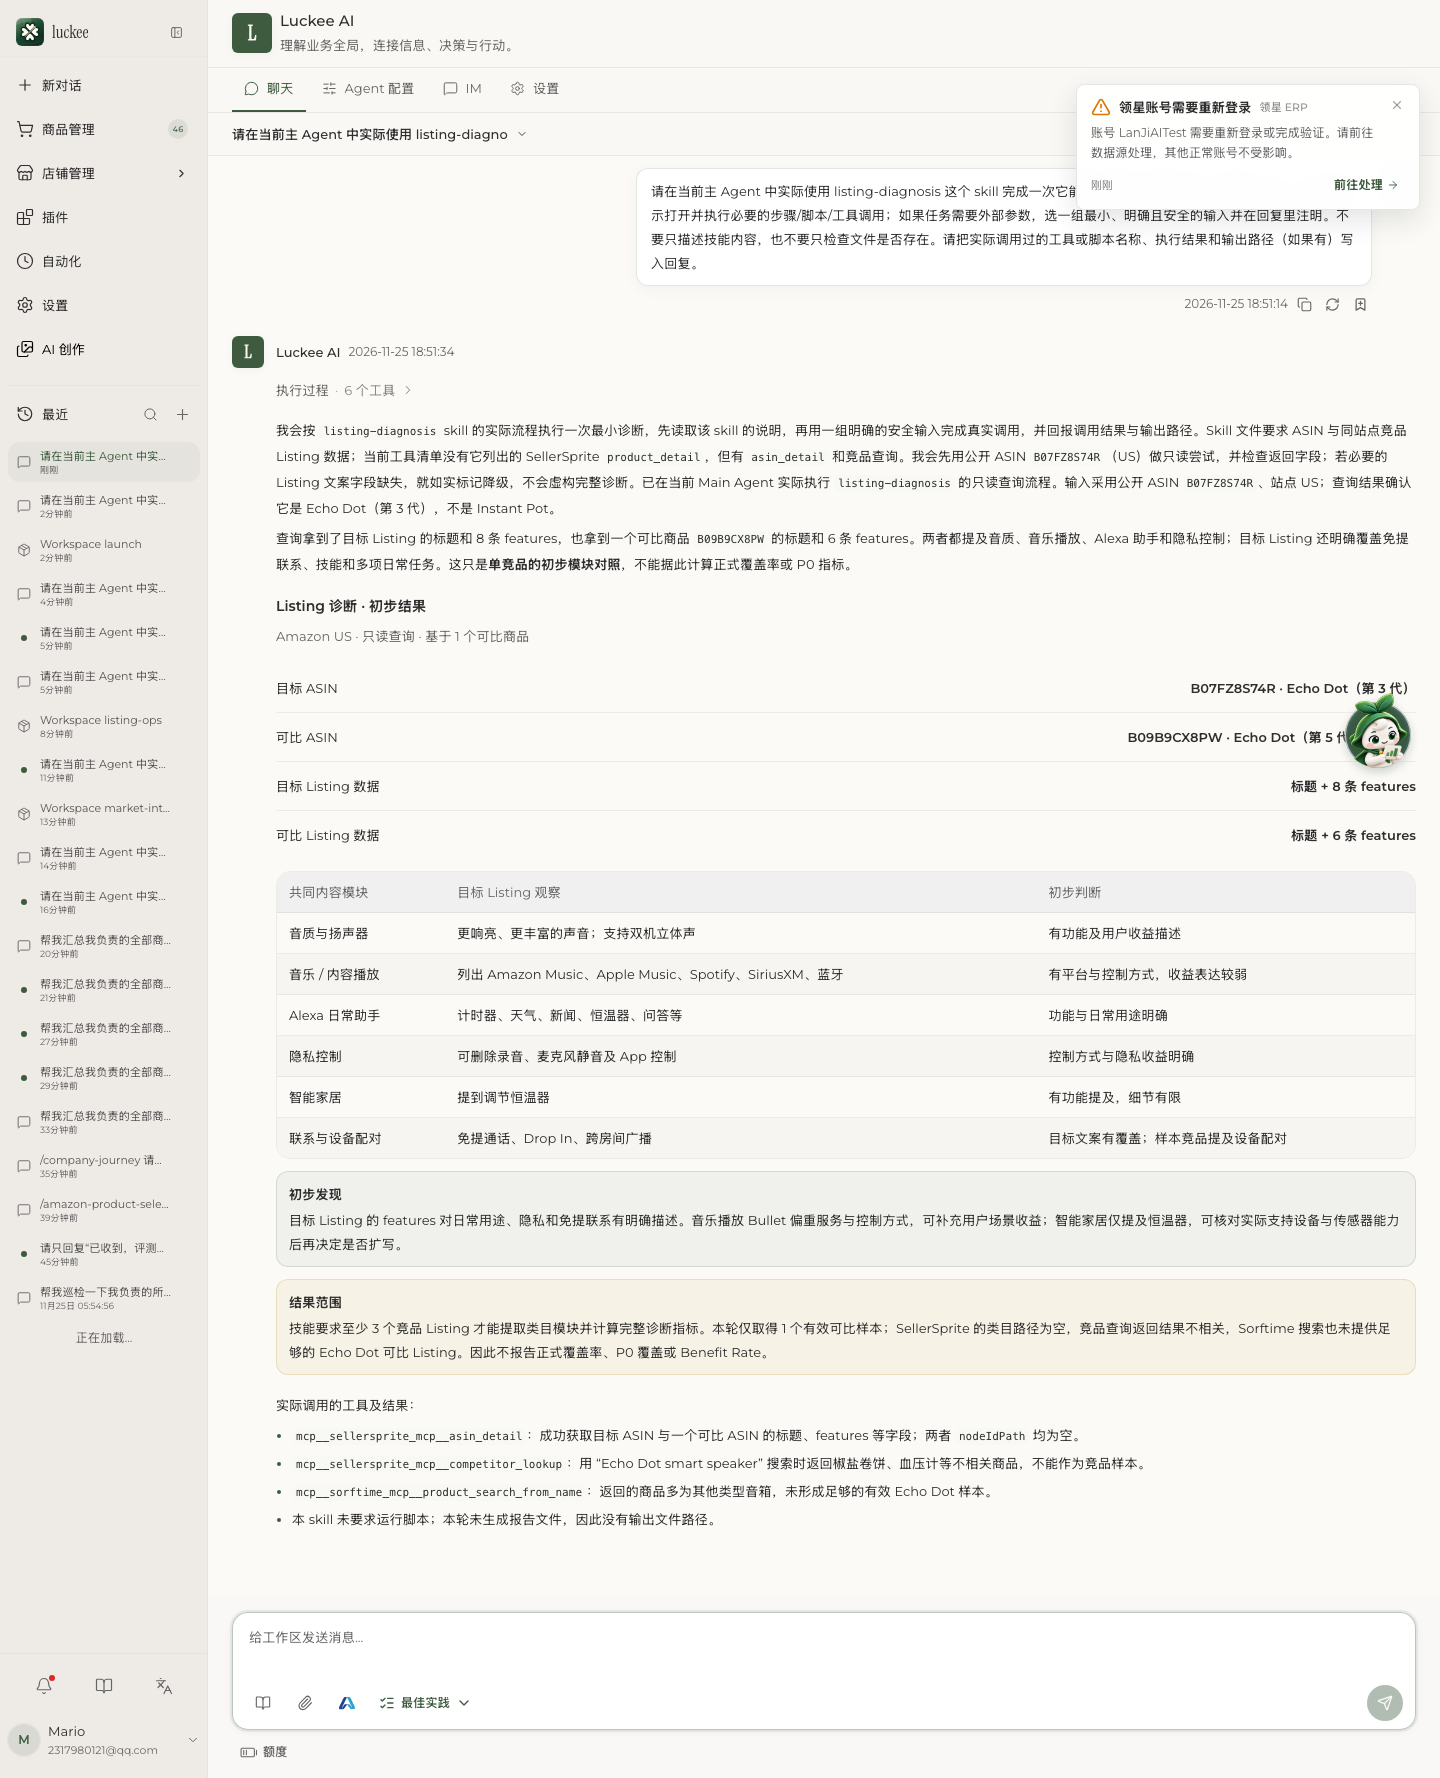 luckee
新对话
商品管理
46
店铺管理
插件
自动化
设置
AI 创作
最近
请在当前主 Agent 中实...
刚刚
请在当前主 Agent 中实...
2分钟前
Workspace launch
2分钟前
请在当前主 Agent 中实...
4分钟前
请在当前主 Agent 中实...
5分钟前
请在当前主 Agent 中实...
5分钟前
Workspace listing-ops
8分钟前
请在当前主 Agent 中实...
11分钟前
Workspace market-int...
13分钟前
请在当前主 Agent 中实...
14分钟前
请在当前主 Agent 中实...
16分钟前
帮我汇总我负责的全部商...
20分钟前
帮我汇总我负责的全部商...
21分钟前
帮我汇总我负责的全部商...
27分钟前
帮我汇总我负责的全部商...
29分钟前
帮我汇总我负责的全部商...
33分钟前
/company-journey 请...
35分钟前
/amazon-product-sele...
39分钟前
请只回复“已收到，评测...
45分钟前
帮我巡检一下我负责的所...
11月25日 05:54:56
正在加载...
M
Mario
2317980121@qq.com
L
Luckee AI
理解业务全局，连接信息、决策与行动。
聊天
Agent 配置
IM
设置
请在当前主 Agent 中实际使用 listing-diagno
领星账号需要重新登录 领星 ERP
账号 LanJiAITest 需要重新登录或完成验证。请前往
数据源处理，其他正常账号不受影响。
刚刚
前往处理
请在当前主 Agent 中实际使用 listing-diagnosis 这个 skill 完成一次它能
示打开并执行必要的步骤/脚本/工具调用；如果任务需要外部参数，选一组最小、明确且安全的输入并在回复里注明。不
要只描述技能内容，也不要只检查文件是否存在。请把实际调用过的工具或脚本名称、执行结果和输出路径（如果有）写
入回复。
2026-11-25 18:51:14
L
Luckee AI 2026-11-25 18:51:34
执行过程 · 6 个工具
我会按 listing-diagnosis skill 的实际流程执行一次最小诊断，先读取该 skill 的说明，再用一组明确的安全输入完成真实调用，并回报调用结果与输出路径。Skill 文件要求 ASIN 与同站点竞品
Listing 数据；当前工具清单没有它列出的 SellerSprite product_detail，但有 asin_detail 和竞品查询。我会先用公开 ASIN B07FZ8S74R （US）做只读尝试，并检查返回字段；若必要的
Listing 文案字段缺失，就如实标记降级，不会虚构完整诊断。已在当前 Main Agent 实际执行 listing-diagnosis 的只读查询流程。输入采用公开 ASIN B07FZ8S74R 、站点 US；查询结果确认
它是 Echo Dot（第 3 代），不是 Instant Pot。
查询拿到了目标 Listing 的标题和 8 条 features，也拿到一个可比商品 B09B9CX8PW 的标题和 6 条 features。两者都提及音质、音乐播放、Alexa 助手和隐私控制；目标 Listing 还明确覆盖免提
联系、技能和多项日常任务。这只是单竞品的初步模块对照，不能据此计算正式覆盖率或 P0 指标。
Listing 诊断 · 初步结果
Amazon US · 只读查询 · 基于 1 个可比商品
目标 ASIN
B07FZ8S74R · Echo Dot（第 3 代）
可比 ASIN
B09B9CX8PW · Echo Dot（第 5
目标 Listing 数据
标题 + 8 条 features
可比 Listing 数据
标题 + 6 条 features
共同内容模块
目标 Listing 观察
初步判断
音质与扬声器
更响亮、更丰富的声音；支持双机立体声
有功能及用户收益描述
音乐 / 内容播放
列出 Amazon Music、Apple Music、Spotify、SiriusXM、蓝牙
有平台与控制方式，收益表达较弱
Alexa 日常助手
计时器、天气、新闻、恒温器、问答等
功能与日常用途明确
隐私控制
可删除录音、麦克风静音及 App 控制
控制方式与隐私收益明确
智能家居
提到调节恒温器
有功能提及，细节有限
联系与设备配对
免提通话、Drop In、跨房间广播
目标文案有覆盖；样本竞品提及设备配对
初步发现
目标 Listing 的 features 对日常用途、隐私和免提联系有明确描述。音乐播放 Bullet 偏重服务与控制方式，可补充用户场景收益；智能家居仅提及恒温器，可核对实际支持设备与传感器能力
后再决定是否扩写。
结果范围
技能要求至少 3 个竞品 Listing 才能提取类目模块并计算完整诊断指标。本轮仅取得 1 个有效可比样本；SellerSprite 的类目路径为空，竞品查询返回结果不相关，Sorftime 搜索也未提供足
够的 Echo Dot 可比 Listing。因此不报告正式覆盖率、P0 覆盖或 Benefit Rate。
实际调用的工具及结果：
• mcp__sellersprite_mcp__asin_detail： 成功获取目标 ASIN 与一个可比 ASIN 的标题、features 等字段；两者 nodeIdPath 均为空。
• mcp__sellersprite_mcp__competitor_lookup： 用 “Echo Dot smart speaker” 搜索时返回椒盐卷饼、血压计等不相关商品，不能作为竞品样本。
• mcp__sorftime_mcp__product_search_from_name： 返回的商品多为其他类型音箱，未形成足够的有效 Echo Dot 样本。
• 本 skill 未要求运行脚本；本轮未生成报告文件，因此没有输出文件路径。
给工作区发送消息...
最佳实践
额度